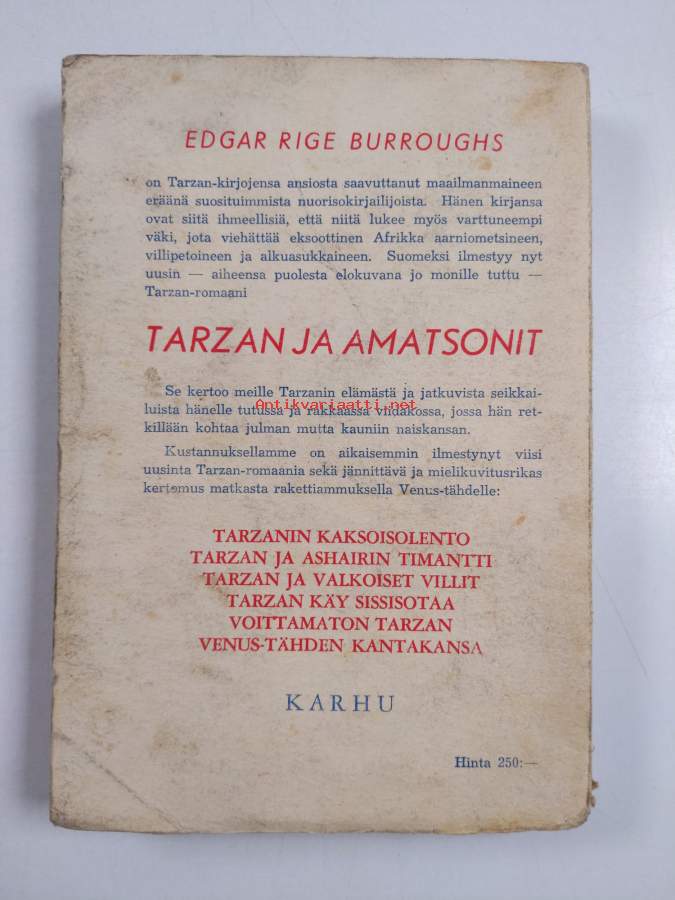 EDGAR RIGE BURROUGHS
on Tarzan-kirjojensa ansiosta saavuttanut maailmanmaineen
eräänä suosituimmista nuorisokirjailijoista. Hänen kirjansa
ovat siitä ihmeellisiä, että niitä lukee myös varttuneempi
väki, jota viehättää eksoottinen Afrikka aarniometsineen,
villipetoineen ja alkuasukkaineen. Suomeksi ilmestyy nyt
uusin — aiheensa puolesta elokuvana jo monille tuttu —
Tarzan-romaani
TARZAN JA AMATSONIT
Se kertoo meille Tarzanin elämästä ja jatkuvista seikkai-
luista hänelle tutussa ja rakkaassa viidakossa, jossa hän ret-
killään kohtaa julman mutta kauniin naiskansan.
Antikvariaatti.net
Kustannuksellamme on aikaisemmin ilmestynyt viisi
uusinta Tarzan-romaania sekä jännittävä ja mielikuvitusrikas
kertomus matkasta rakettiammuksella Venus-tähdelle:
TARZANIN KAKSOISOLENTO
TARZAN JA ASHAIRIN TIMANTTI
TARZAN JA VALKOISET VILLIT
TARZAN KÄY SISSISOTAA
VOITTAMATON TARZAN
VENUS-TÄHDEN KANTAKANSA
KARHU
Hinta 250:—